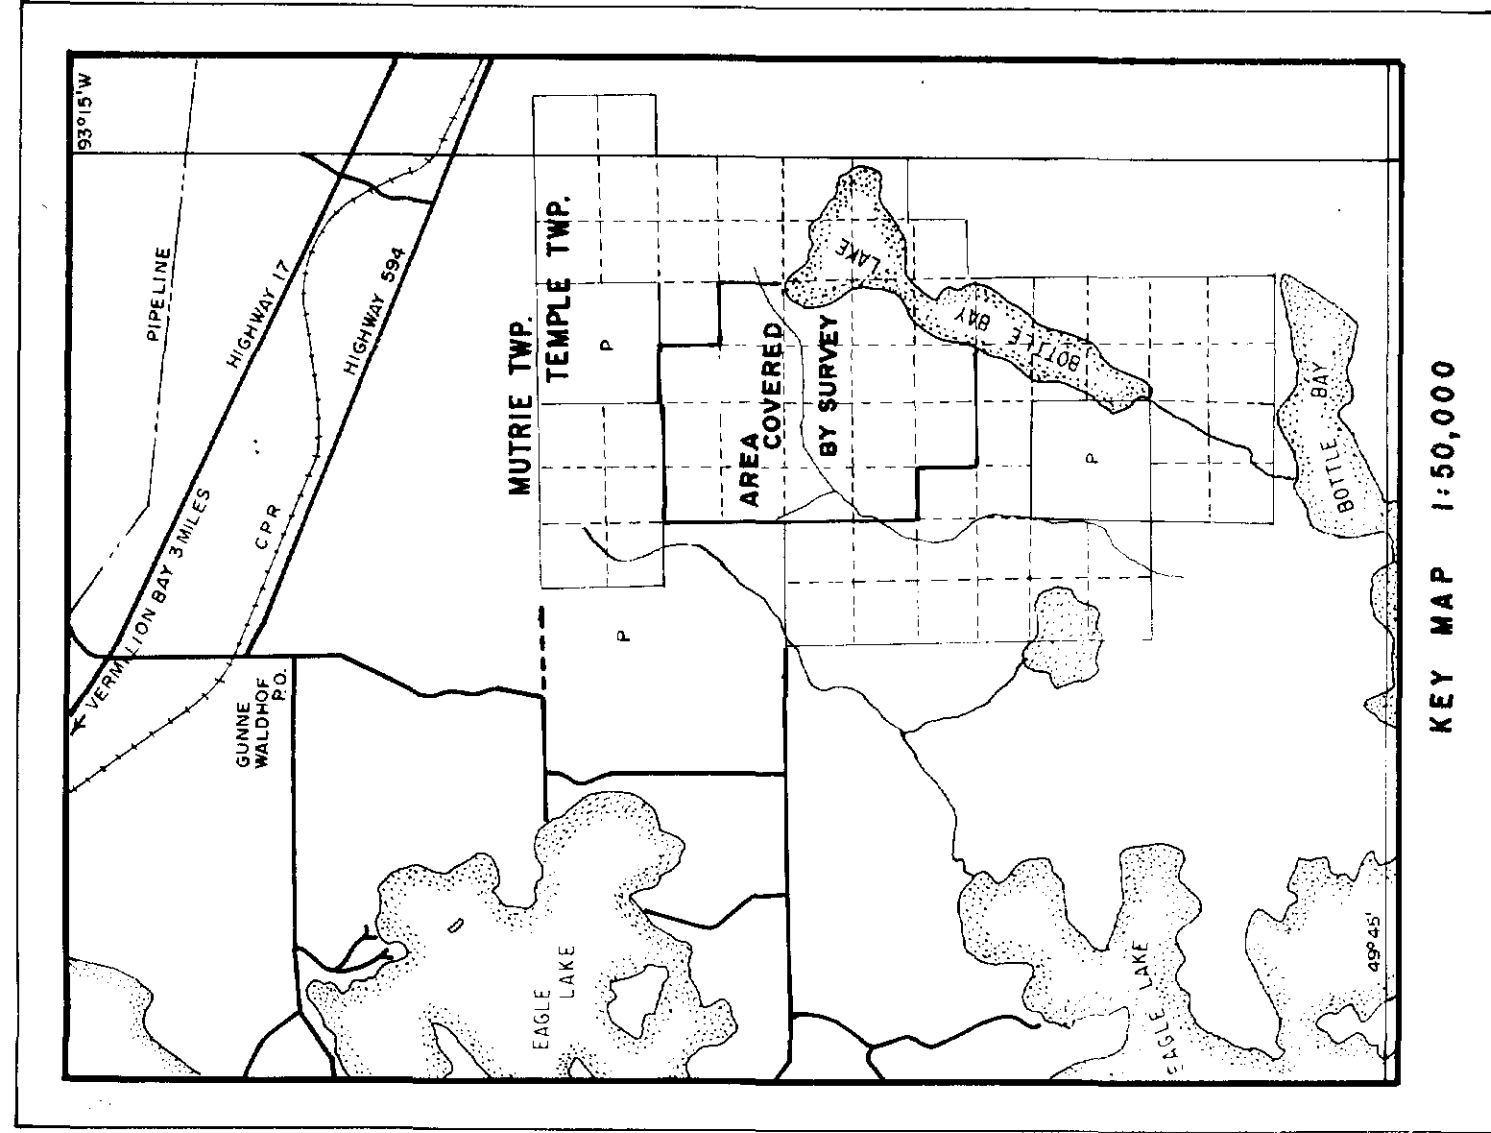 93°15'W
PIPELINE
HIGHWAY 17
HIGHWAY 594
VERMILION BAY 3 MILES
CPR
GUNNE
WALDHOF
P.O.
MUTRIE TWP.
TEMPLE TWP.
P
P
P
AREA
COVERED
BY SURVEY
LAKE
BAY
BOTTLE
BOTTLE BAY
EAGLE
LAKE
EAGLE LAKE
49°45'
KEY MAP 1:50,000